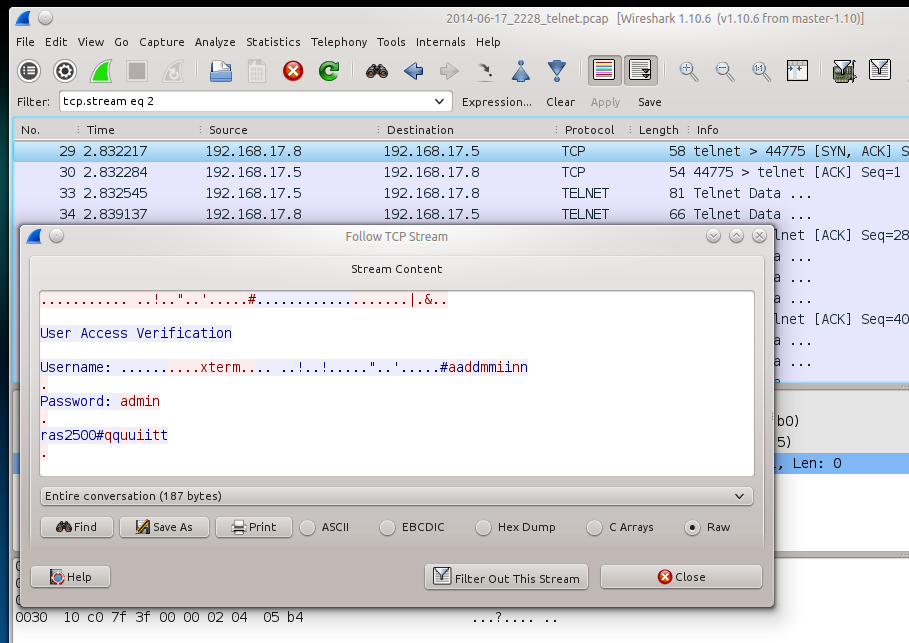 2014-06-17_2228_telnet.pcap [Wireshark 1.10.6 (v1.10.6 from master-1.10)]
File Edit View Go Capture Analyze Statistics Telephony Tools Internals Help
Filter: tcp.stream eq 2 Expression... Clear Apply Save
No. Time Source Destination Protocol Length Info
29 2.832217 192.168.17.8 192.168.17.5 TCP 58 telnet > 44775 [SYN, ACK] S
30 2.832284 192.168.17.5 192.168.17.8 TCP 54 44775 > telnet [ACK] Seq=1
33 2.832545 192.168.17.5 192.168.17.8 TELNET 81 Telnet Data ...
34 2.839137 192.168.17.8 192.168.17.5 TELNET 66 Telnet Data ...
Follow TCP Stream
lnet [ACK] Seq=28
a ...
Stream Content
a ...
........... ..!.."..'.....#....................|.&..
a ...
lnet [ACK] Seq=40
User Access Verification
a ...
a ...
Username: ..........xterm.... ..!..!....."..'.....#aaddmmiinn
.
Password: admin
.
b0)
ras2500#qquuiitt
5)
.
, Len: 0
Entire conversation (187 bytes)
Find Save As Print ASCII EBCDIC Hex Dump C Arrays Raw
Help Filter Out This Stream Close
0030 10 c0 7f 3f 00 00 02 04 05 b4 ...?.... ..